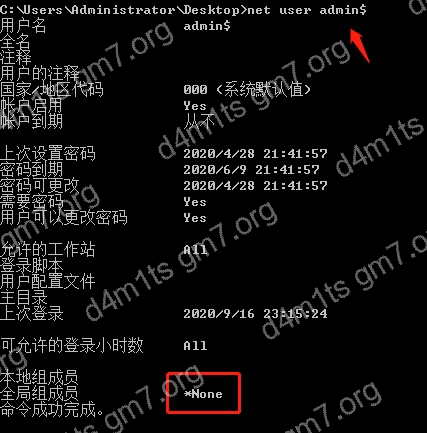 C:\Users\Administrator\Desktop>net user admin$
用户名 admin$
全名
注释
用户的注释
国家/地区代码 000 (系统默认值)
帐户启用 Yes
帐户到期 从不
上次设置密码 2020/4/28 21:41:57
密码到期 2020/6/9 21:41:57
密码可更改 2020/4/28 21:41:57
需要密码 Yes
用户可以更改密码 Yes
允许的工作站 All
登录脚本
用户配置文件
主目录
上次登录 2020/9/16 23:15:24
可允许的登录小时数 All
本地组成员
全局组成员 *None
命令成功完成。
d4m1ts gm7.org
d4m1ts gm7.org
d4m1ts gm7.org
d4m1ts gm7.org